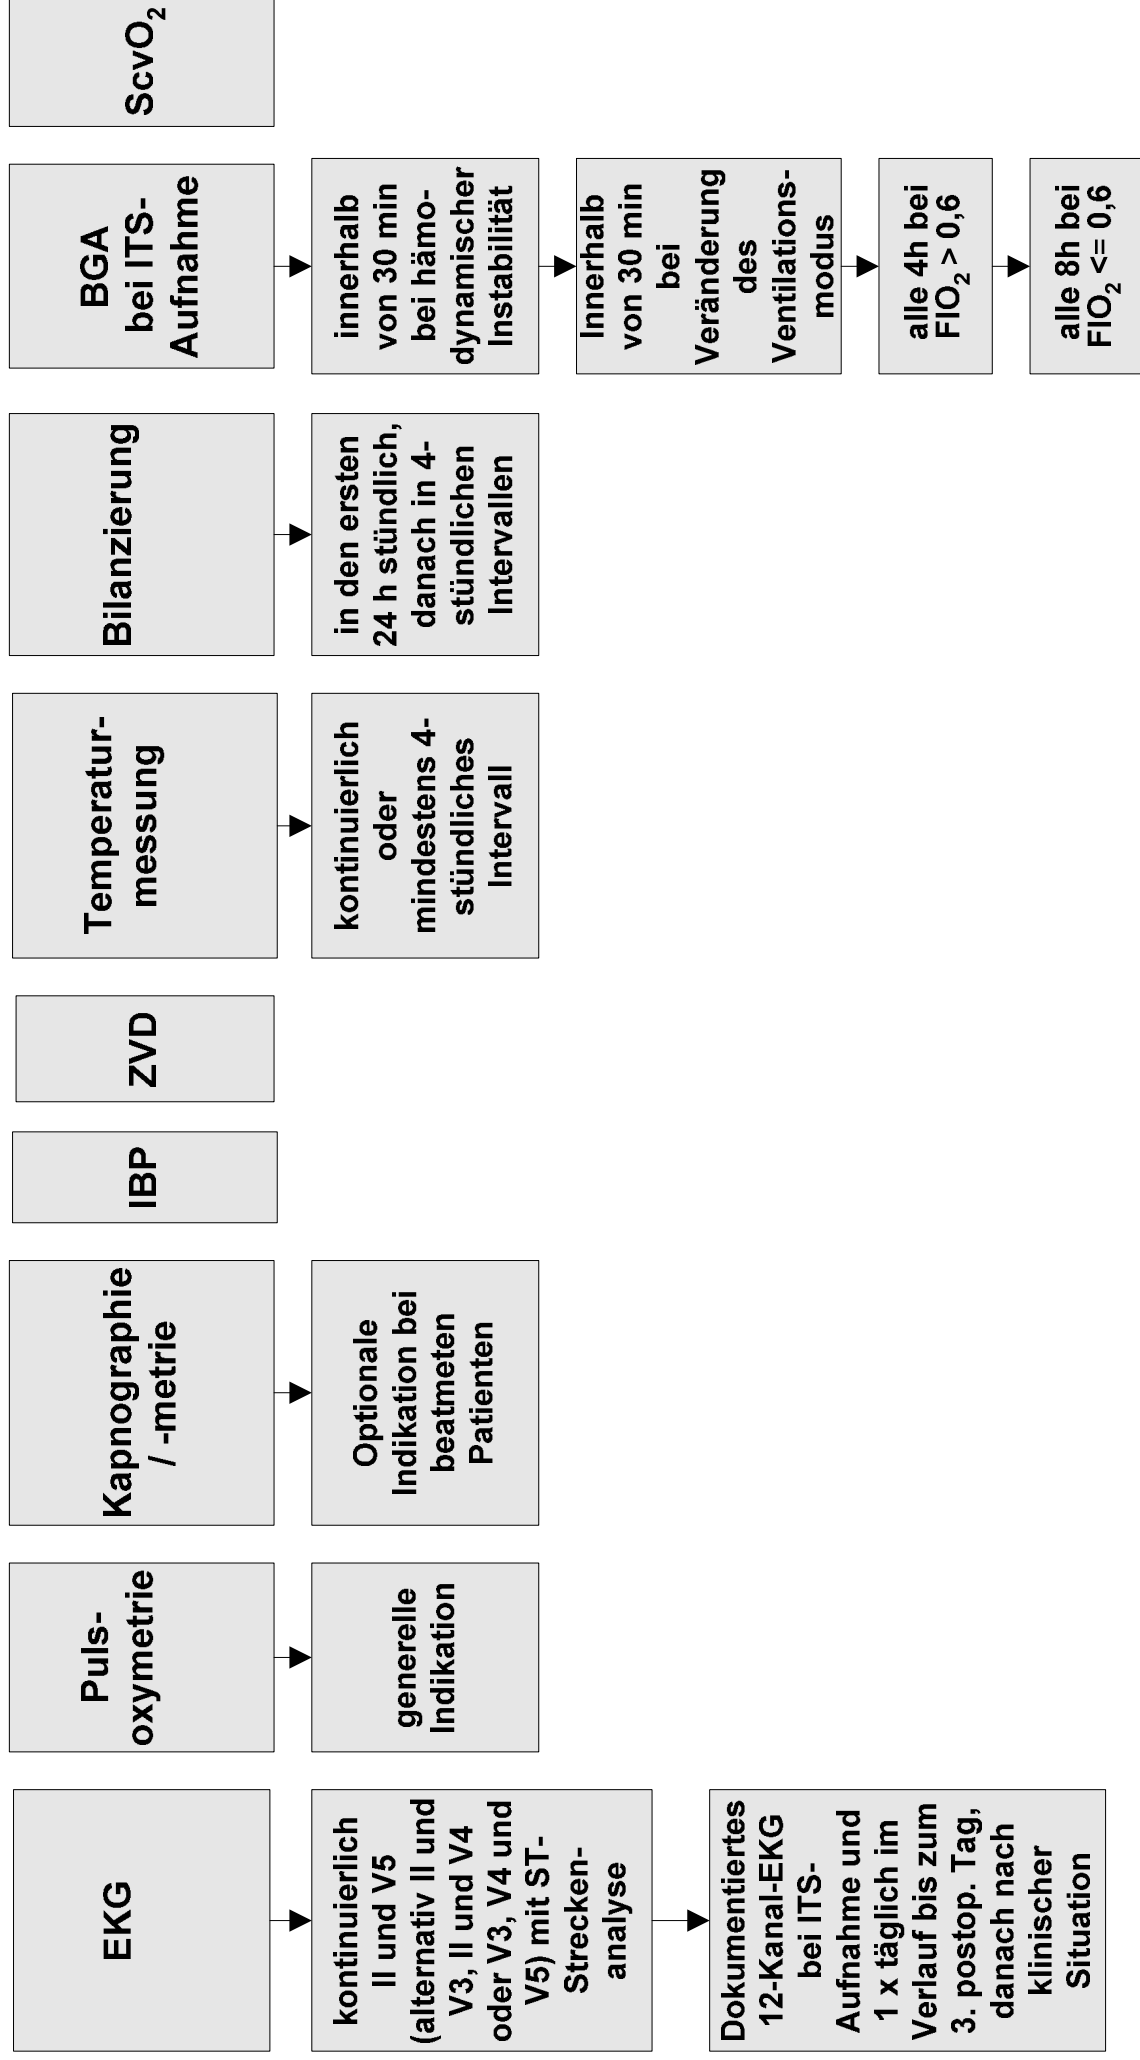 EKG
kontinuierlich
II und V5
(alternativ II und
V3, II und V4
oder V3, V4 und
V5) mit ST-
Strecken-
analyse
Dokumentiertes
12-Kanal-EKG
bei ITS-
Aufnahme und
1 x täglich im
Verlauf bis zum
3. postop. Tag,
danach nach
klinischer
Situation
Puls-
oxymetrie
generelle
Indikation
Kapnographie
/ -metrie
Optionale
Indikation bei
beatmeten
Patienten
IBP
ZVD
Temperatur-
messung
kontinuierlich
oder
mindestens 4-
stündliches
Intervall
Bilanzierung
in den ersten
24 h stündlich,
danach in 4-
stündlichen
Intervallen
BGA
bei ITS-
Aufnahme
innerhalb
von 30 min
bei hämo-
dynamischer
Instabilität
Innerhalb
von 30 min
bei
Veränderung
des
Ventilations-
modus
alle 4h bei
FIO₂ > 0,6
alle 8h bei
FIO₂ <= 0,6
ScvO₂